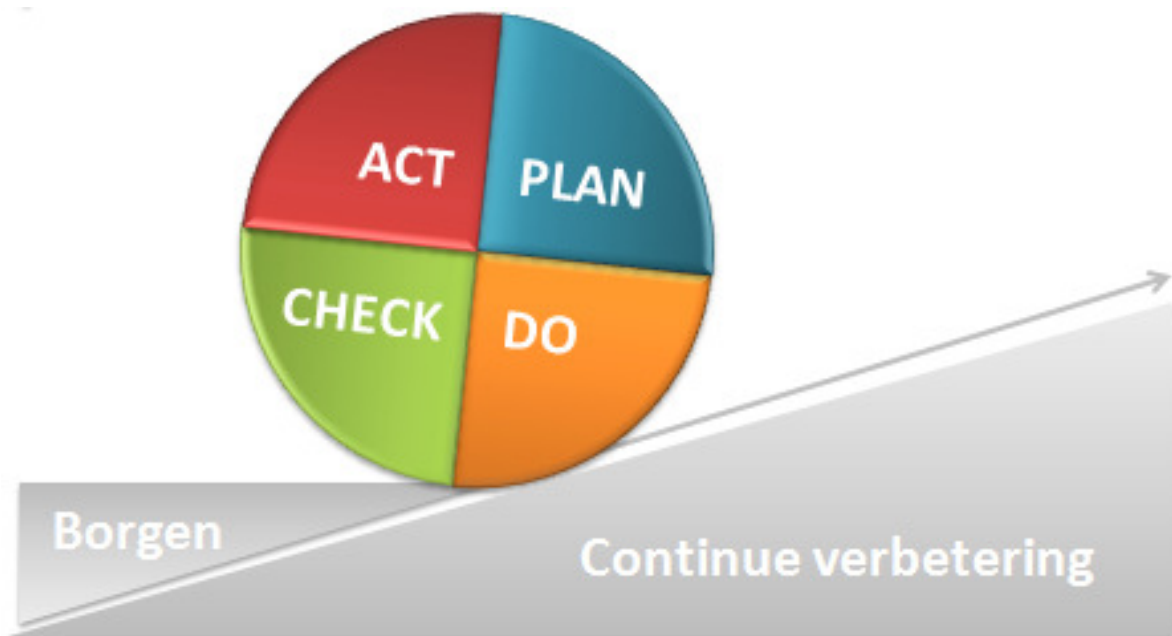 ACT
PLAN
CHECK
DO
Borgen
Continue verbetering